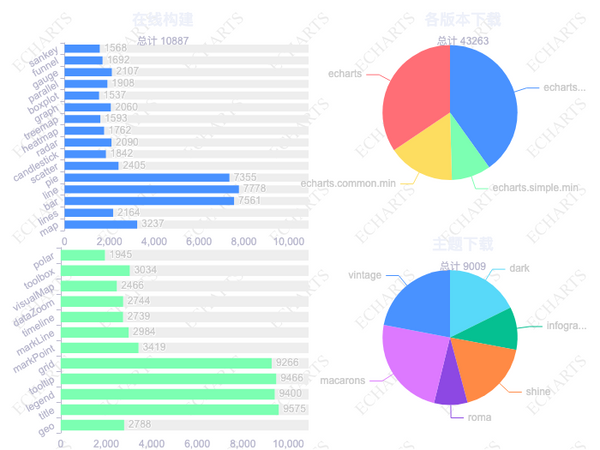 在线构建
总计 10887
sankey 1568
funnel 1692
gauge 2107
parallel 1908
boxplot 1537
graph 2060
treemap 1593
heatmap 1762
radar 2090
candlestick 1842
scatter 2405
pie 7355
line 7778
bar 7561
lines 2164
map 3237
0 2,000 4,000 6,000 8,000 10,000
polar 1945
toolbox 3034
visualMap 2466
dataZoom 2744
timeline 2739
markLine 2984
markPoint 3419
grid 9266
tooltip 9466
legend 9400
title 9575
geo 2788
0 2,000 4,000 6,000 8,000 10,000
各版本下载
总计 43263
echarts
echarts...
echarts.common.min
echarts.simple.min...
主题下载
总计 9009
vintage
dark
infogra...
macarons
shine
roma
ECHARTS